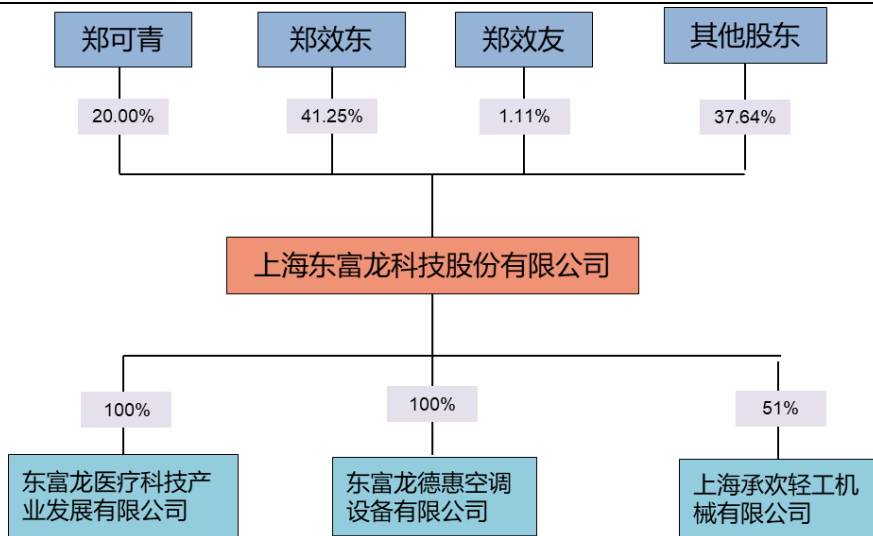 郑可青
郑效东
郑效友
其他股东
20.00%
41.25%
1.11%
37.64%
上海东富龙科技股份有限公司
100%
100%
51%
东富龙医疗科技产
业发展有限公司
东富龙德惠空调
设备有限公司
上海承欢轻工机
械有限公司